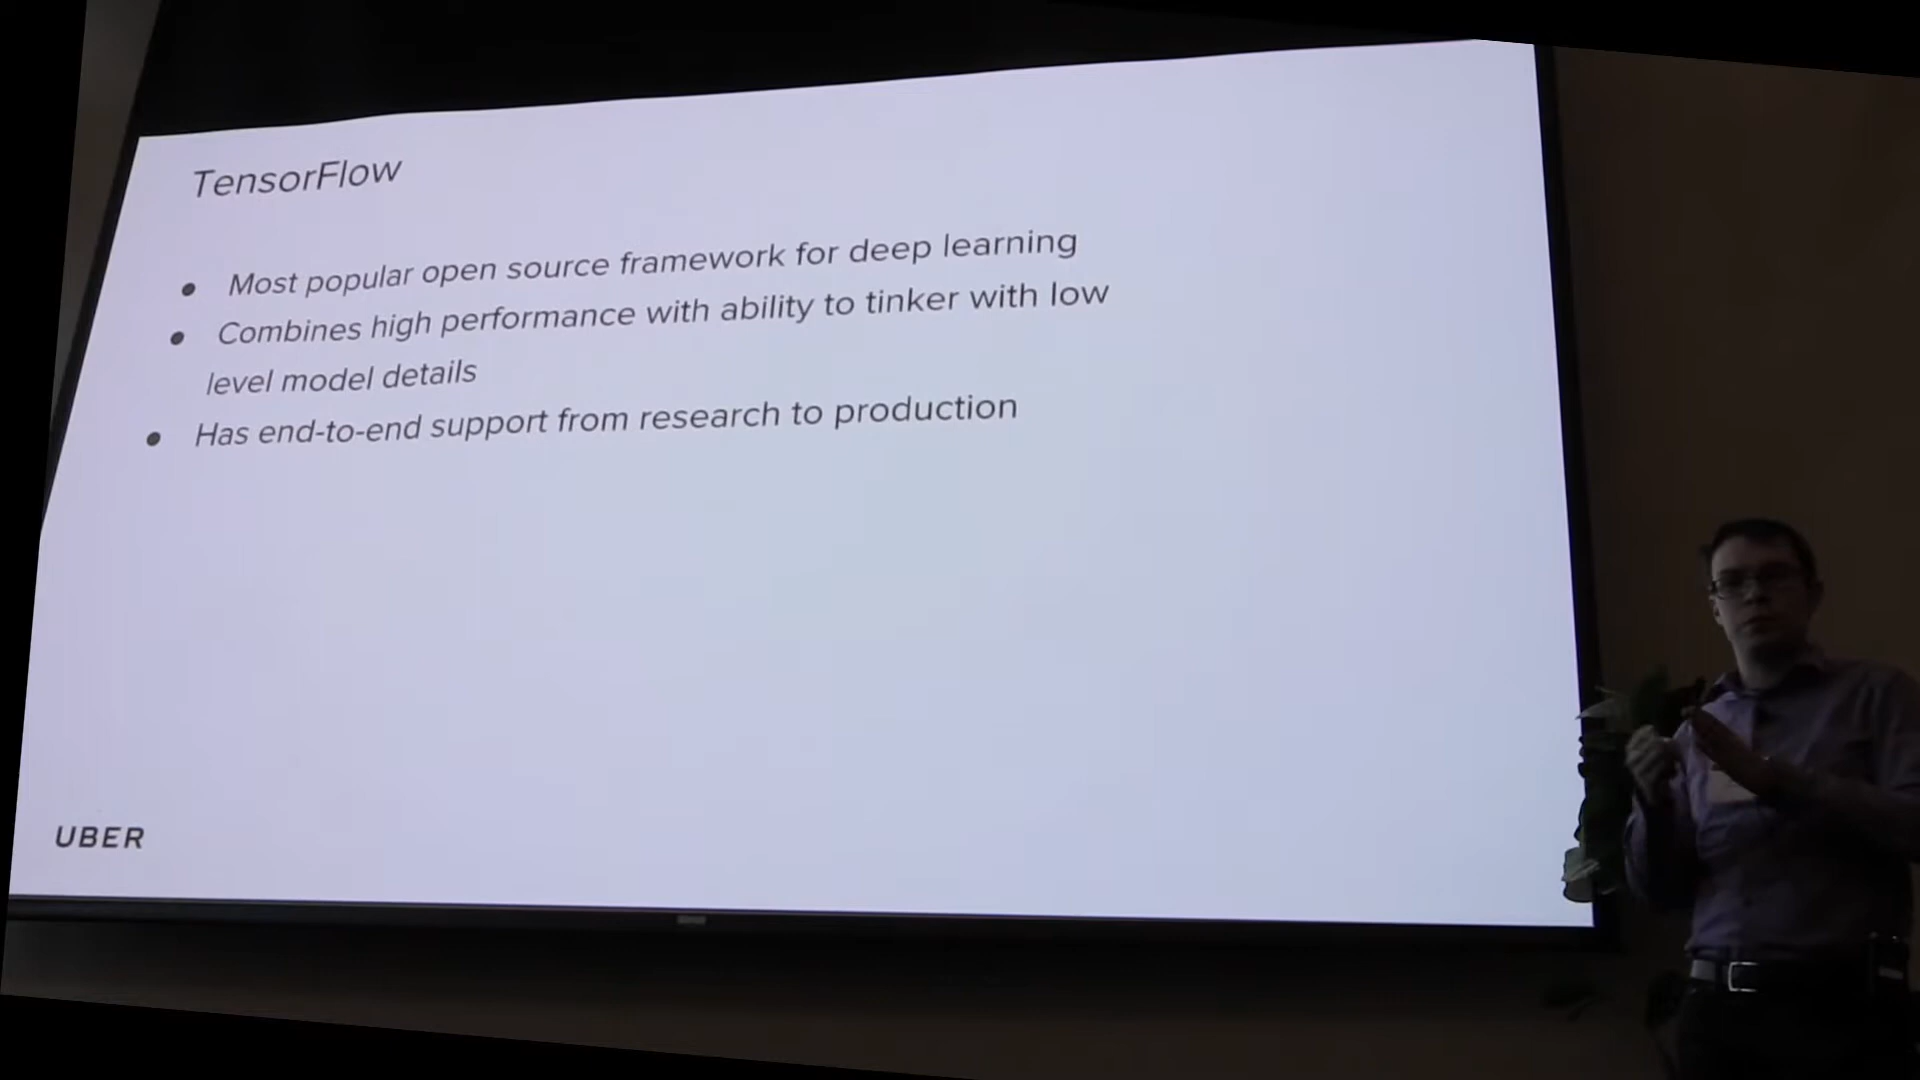 TensorFlow
● Most popular open source framework for deep learning
● Combines high performance with ability to tinker with low
level model details
● Has end-to-end support from research to production
UBER